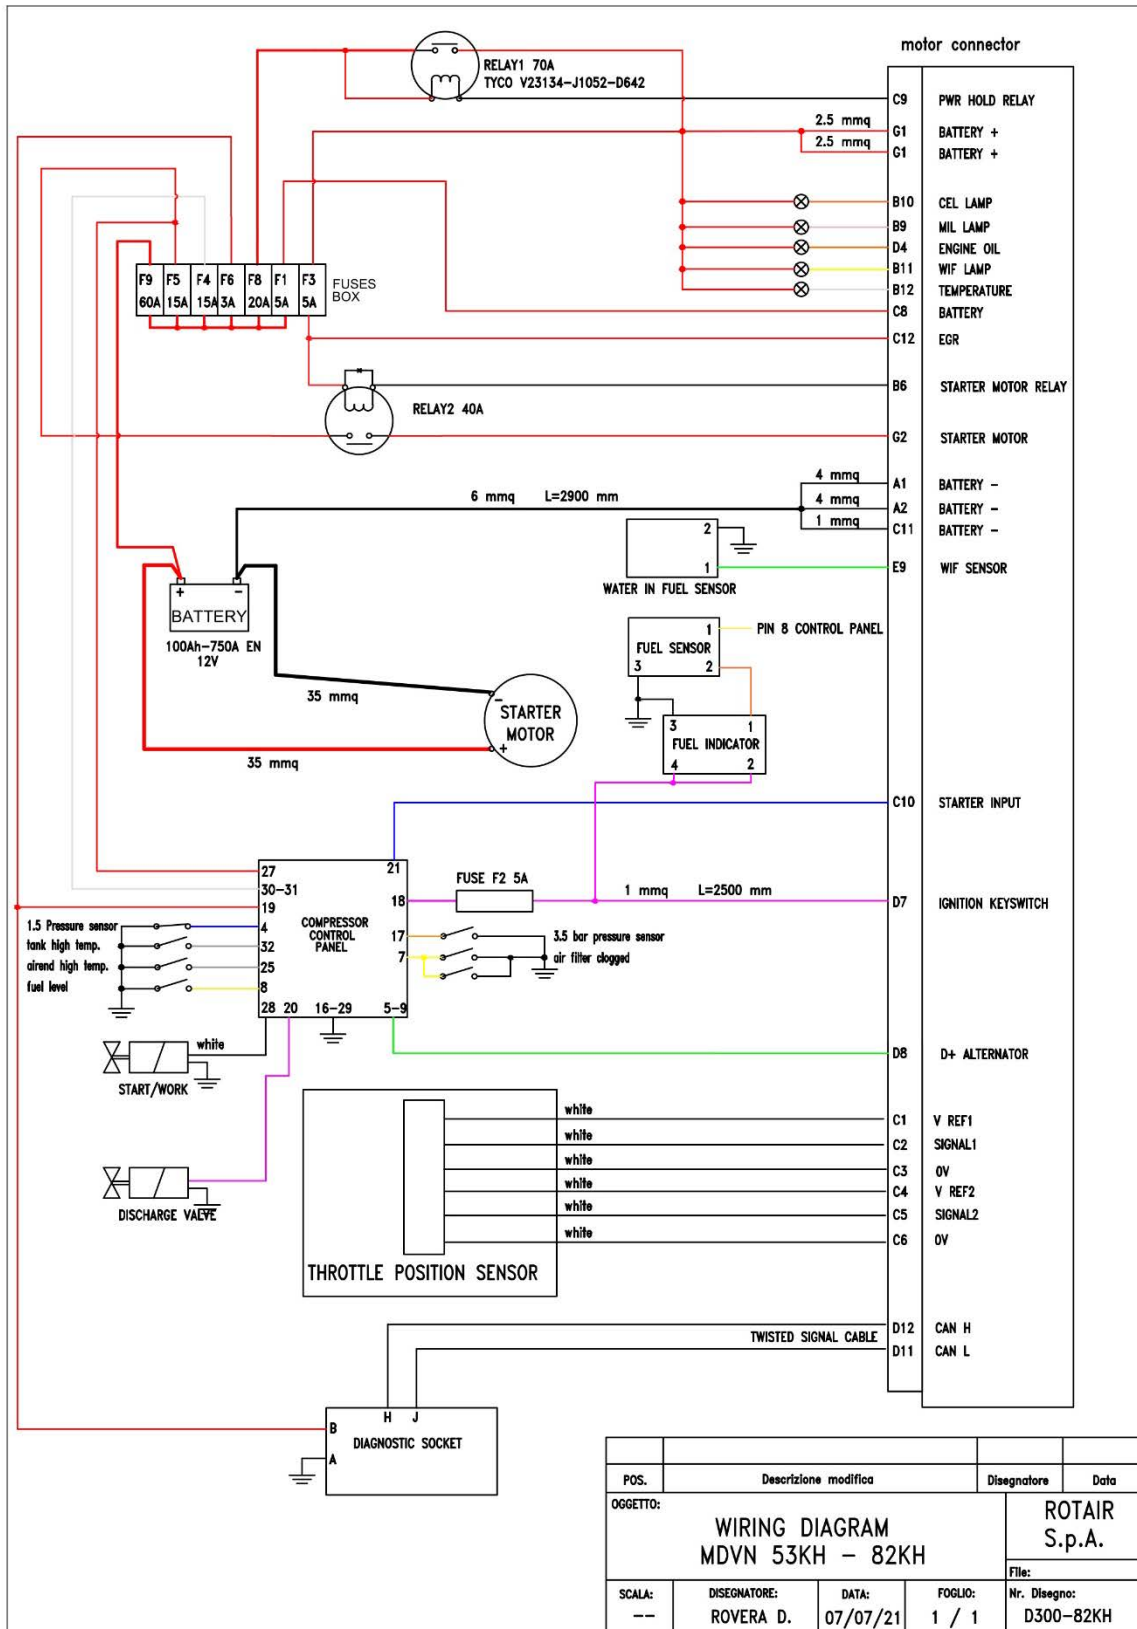 motor connector
RELAY1 70A
TYCO V23134-J1052-D642
C9 PWR HOLD RELAY
2.5 mmq
G1 BATTERY +
2.5 mmq
G1 BATTERY +
B10 CEL LAMP
B9 MIL LAMP
D4 ENGINE OIL
B11 WIF LAMP
B12 TEMPERATURE
C8 BATTERY
C12 EGR
F9 F5 F4 F6 F8 F1 F3
60A 15A 15A 3A 20A 5A 5A
FUSES
BOX
B6 STARTER MOTOR RELAY
RELAY2 40A
G2 STARTER MOTOR
4 mmq
A1 BATTERY -
6 mmq L=2900 mm
4 mmq
A2 BATTERY -
1 mmq
C11 BATTERY -
2
1
WATER IN FUEL SENSOR
E9 WIF SENSOR
+ -
BATTERY
100Ah-750A EN
12V
1 PIN 8 CONTROL PANEL
FUEL SENSOR
3 2
35 mmq
-
STARTER
MOTOR
+
35 mmq
3 1
FUEL INDICATOR
4 2
C10 STARTER INPUT
27 21
30-31
19 18
FUSE F2 5A
1 mmq L=2500 mm
D7 IGNITION KEYSWITCH
COMPRESSOR
CONTROL
PANEL
1.5 Pressure sensor 4
tank high temp. 32
airend high temp. 25
fuel level 8
17 3.5 bar pressure sensor
7 air filter clogged
28 20 16-29 5-9
white
START/WORK
D8 D+ ALTERNATOR
DISCHARGE VALVE
white C1 V REF1
white C2 SIGNAL1
white C3 0V
white C4 V REF2
white C5 SIGNAL2
white C6 0V
THROTTLE POSITION SENSOR
D12 CAN H
TWISTED SIGNAL CABLE
D11 CAN L
H J
B
DIAGNOSTIC SOCKET
A
POS. Descrizione modifica Disegnatore Data
OGGETTO:
WIRING DIAGRAM
MDVN 53KH - 82KH
ROTAIR
S.p.A.
File:
SCALA: DISEGNATORE: DATA: FOGLIO: Nr. Disegno:
-- ROVERA D. 07/07/21 1 / 1 D300-82KH